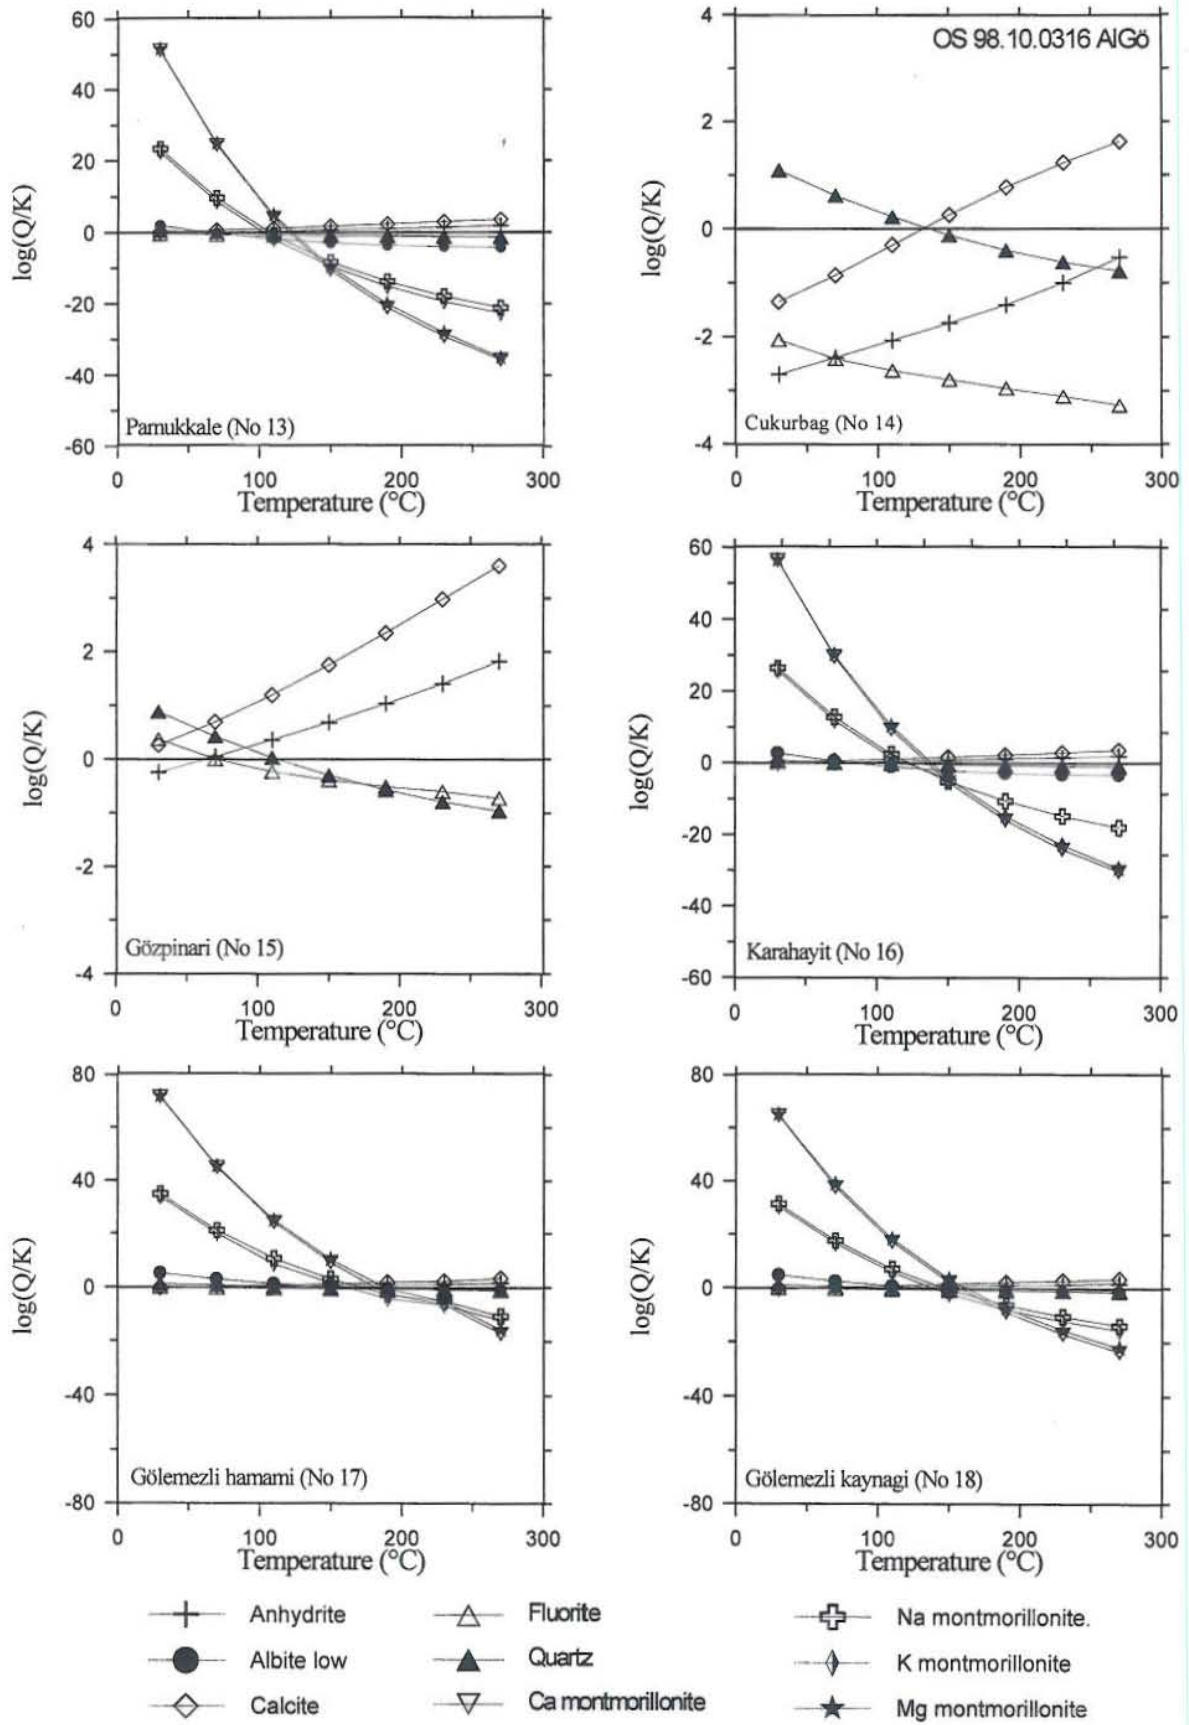 OS 98.10.0316 AlGö
60
40
20
0
-20
-40
-60
log(Q/K)
Pamukkale (No 13)
0 100 200 300
Temperature (°C)
4
2
0
-2
-4
log(Q/K)
Cukurbag (No 14)
0 100 200 300
Temperature (°C)
4
2
0
-2
-4
log(Q/K)
Gözpinari (No 15)
0 100 200 300
Temperature (°C)
60
40
20
0
-20
-40
-60
log(Q/K)
Karahayit (No 16)
0 100 200 300
Temperature (°C)
80
40
0
-40
-80
log(Q/K)
Gölemezli hamami (No 17)
0 100 200 300
Temperature (°C)
80
40
0
-40
-80
log(Q/K)
Gölemezli kaynagi (No 18)
0 100 200 300
Temperature (°C)
Anhydrite
Albite low
Calcite
Fluorite
Quartz
Ca montmorillonite
Na montmorillonite.
K montmorillonite
Mg montmorillonite